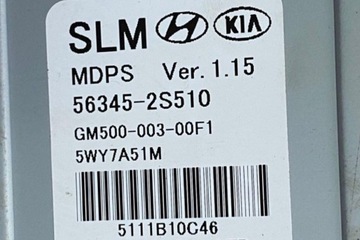 SLM KIA
MDPS Ver. 1.15
56345-2S510
GM500-003-00F1
5WY7A51M
5111B10C46